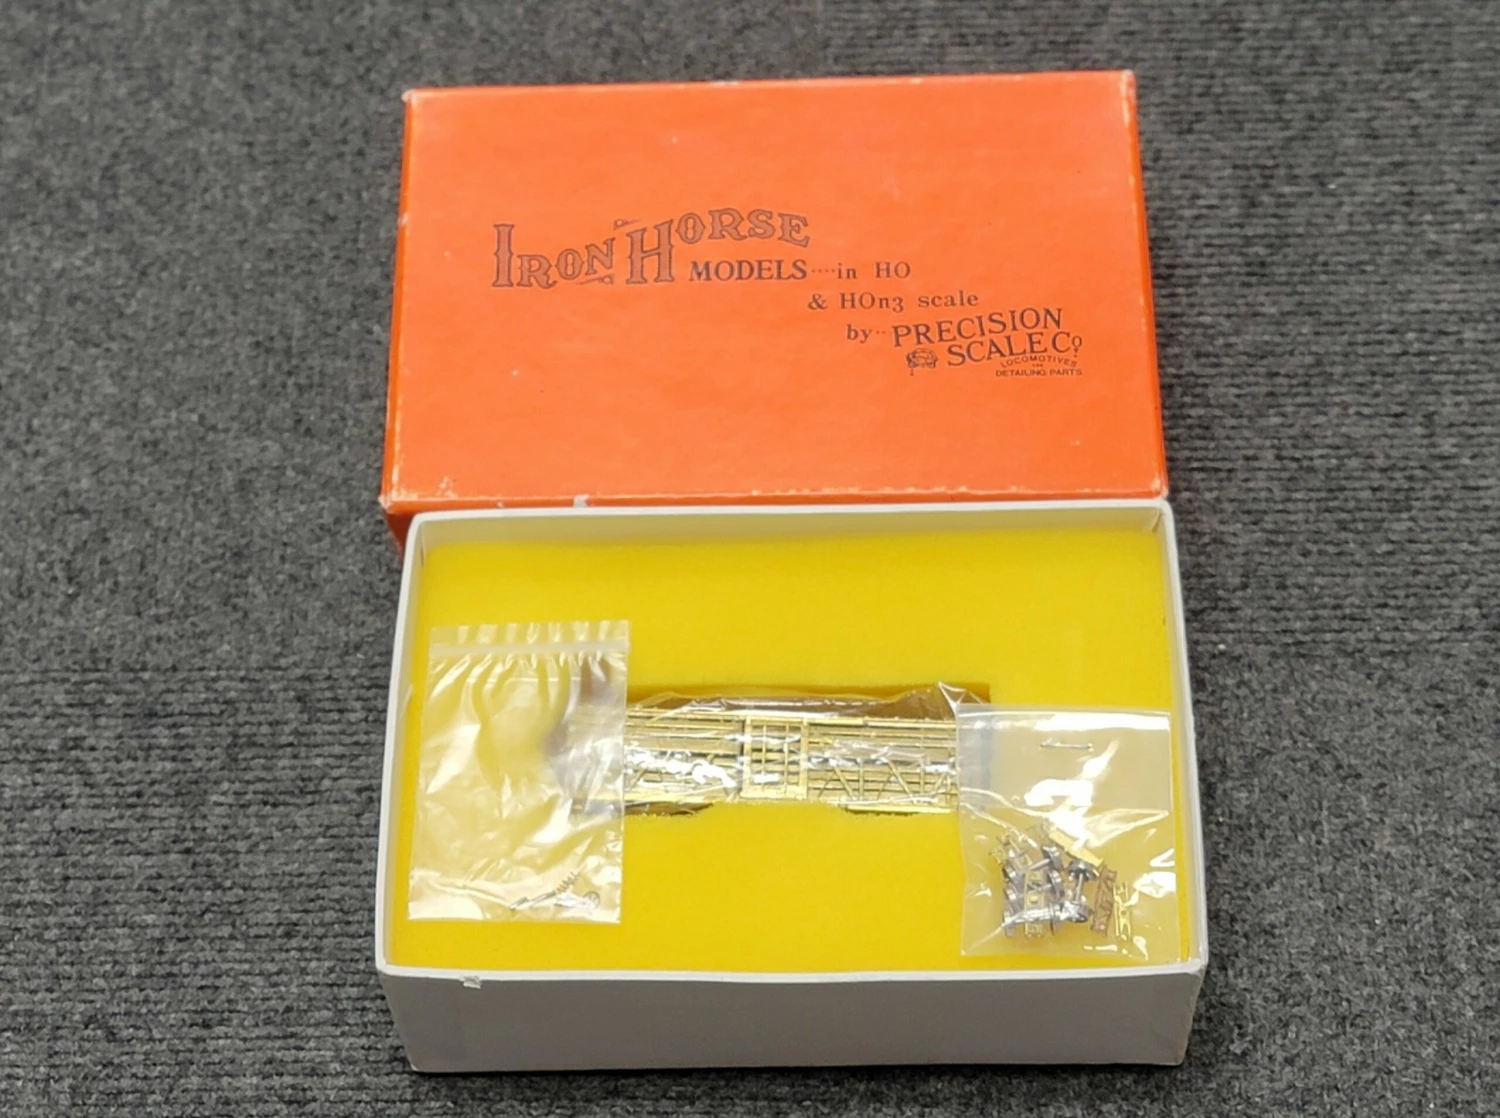 IRON HORSE
MODELS....in HO
& HOn3 scale
by.. PRECISION
SCALE Co.
LOCOMOTIVES
DETAILING PARTS